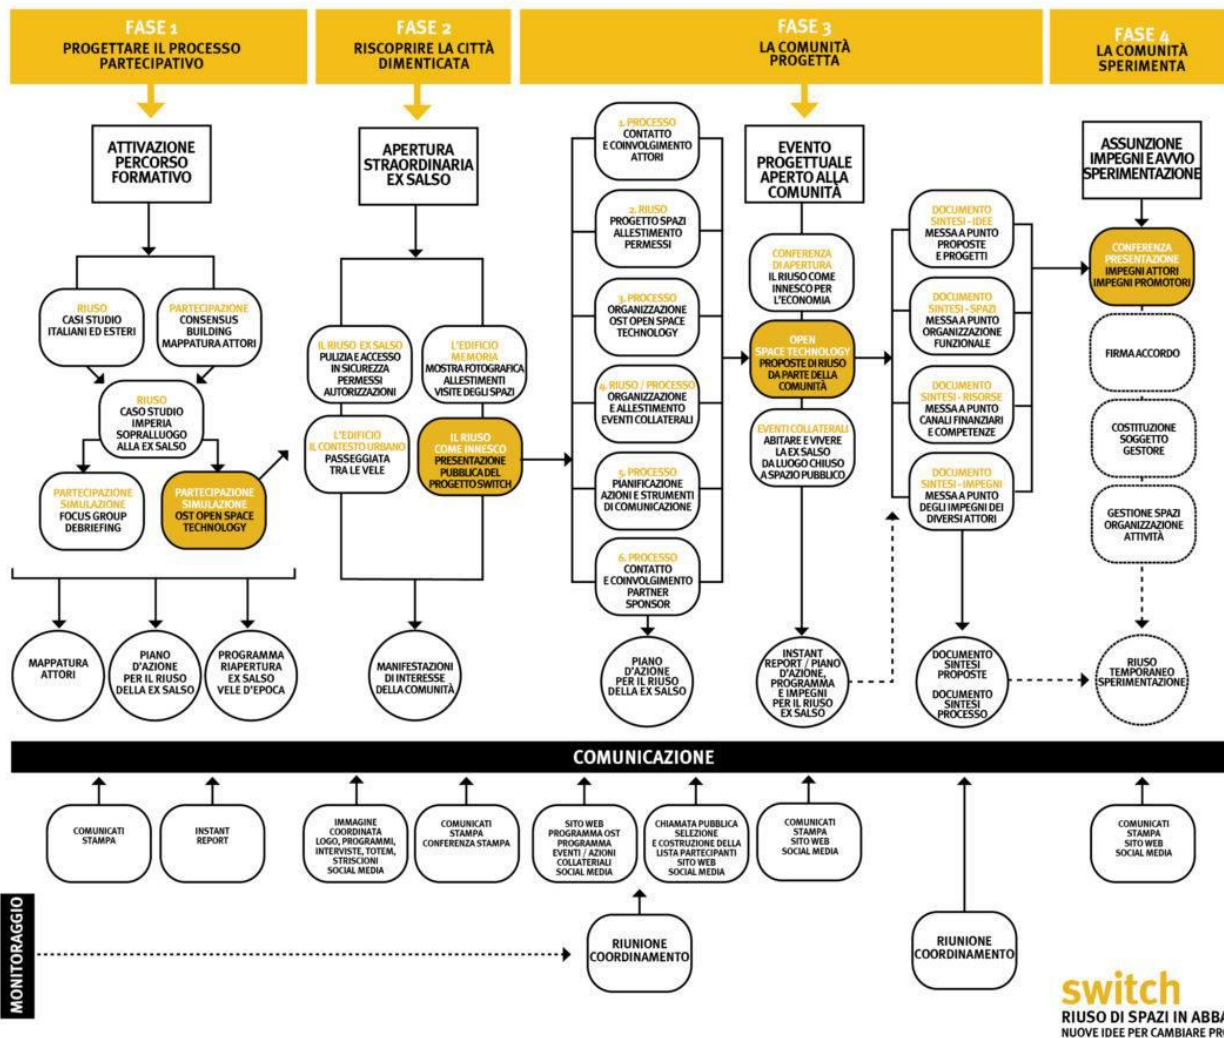 FASE 1
PROGETTARE IL PROCESSO
PARTECIPATIVO
FASE 2
RISCOPRIRE LA CITTÀ
DIMENTICATA
FASE 3
LA COMUNITÀ
PROGETTA
FASE 4
LA COMUNITÀ
SPERIMENTA
ATTIVAZIONE
PERCORSO
FORMATIVO
RIUSO
CASI STUDIO
ITALIANI ED ESTERI
PARTECIPAZIONE
CONSENSUS
BUILDING
MAPPATURA ATTORI
RIUSO
CASO STUDIO
IMPERIA
SOPRALLUOGO
ALLA EX SALSO
PARTECIPAZIONE
SIMULAZIONE
FOCUS GROUP
DEBRIEFING
PARTECIPAZIONE
SIMULAZIONE
OST OPEN SPACE
TECHNOLOGY
MAPPATURA
ATTORI
PIANO
D'AZIONE
PER IL RIUSO
DELLA EX SALSO
PROGRAMMA
RIAPERTURA
EX SALSO
VELE D'EPOCA
APERTURA
STRAORDINARIA
EX SALSO
IL RIUSO EX SALSO
PULIZIA E ACCESSO
IN SICUREZZA
PERMESSI
AUTORIZZAZIONI
L'EDIFICIO
MEMORIA
MOSTRA FOTOGRAFICA
ALLESTIMENTI
VISITE DEGLI SPAZI
L'EDIFICIO
IL CONTESTO URBANO
PASSEGGIATA
TRA LE VELE
IL RIUSO
COME INNESCO
PRESENTAZIONE
PUBBLICA DEL
PROGETTO SWITCH
MANIFESTAZIONI
DI INTERESSE
DELLA COMUNITÀ
1. PROCESSO
CONTATTO
E COINVOLGIMENTO
ATTORI
2. RIUSO
PROGETTO SPAZI
ALLESTIMENTO
PERMESSI
3. PROCESSO
ORGANIZZAZIONE
OST OPEN SPACE
TECHNOLOGY
4. RIUSO / PROCESSO
ORGANIZZAZIONE
E ALLESTIMENTO
EVENTI COLLATERALI
5. PROCESSO
PIANIFICAZIONE
AZIONI E STRUMENTI
DI COMUNICAZIONE
6. PROCESSO
CONTATTO
E COINVOLGIMENTO
PARTNER
SPONSOR
PIANO
D'AZIONE
PER IL RIUSO
DELLA EX SALSO
EVENTO
PROGETTUALE
APERTO ALLA
COMUNITÀ
CONFERENZA
DI APERTURA
IL RIUSO COME
INNESCO PER
L'ECONOMIA
OPEN
SPACE TECHNOLOGY
PROPOSTE DI RIUSO
DA PARTE DELLA
COMUNITÀ
EVENTI COLLATERALI
ABITARE E VIVERE
LA EX SALSO
DA LUOGO CHIUSO
A SPAZIO PUBBLICO
INSTANT
REPORT / PIANO
D'AZIONE,
PROGRAMMA
E IMPEGNI
PER IL RIUSO
EX SALSO
DOCUMENTO
SINTESI - IDEE
MESSA A PUNTO
PROPOSTE
E PROGETTI
DOCUMENTO
SINTESI - SPAZI
MESSA A PUNTO
ORGANIZZAZIONE
FUNZIONALE
DOCUMENTO
SINTESI - RISORSE
MESSA A PUNTO
CANALI FINANZIARI
E COMPETENZE
DOCUMENTO
SINTESI - IMPEGNI
MESSA A PUNTO
DEGLI IMPEGNI DEI
DIVERSI ATTORI
DOCUMENTO
SINTESI
PROPOSTE
DOCUMENTO
SINTESI
PROCESSO
ASSUNZIONE
IMPEGNI E AVVIO
SPERIMENTAZIONE
CONFERENZA
PRESENTAZIONE
IMPEGNI ATTORI
IMPEGNI PROMOTORI
FIRMA ACCORDO
COSTITUZIONE
SOGGETTO
GESTORE
GESTIONE SPAZI
ORGANIZZAZIONE
ATTIVITÀ
RIUSO
TEMPORANEO
SPERIMENTAZIONE
COMUNICAZIONE
COMUNICATI
STAMPA
INSTANT
REPORT
IMMAGINE
COORDINATA
LOGO, PROGRAMMI,
INTERVISTE, TOTEM,
STRISCIONI
SOCIAL MEDIA
COMUNICATI
STAMPA
CONFERENZA STAMPA
SITO WEB
PROGRAMMA OST
PROGRAMMA
EVENTI / AZIONI
COLLATERIALI
SOCIAL MEDIA
CHIAMATA PUBBLICA
SELEZIONE
E COSTRUZIONE DELLA
LISTA PARTECIPANTI
SITO WEB
SOCIAL MEDIA
COMUNICATI
STAMPA
SITO WEB
SOCIAL MEDIA
COMUNICATI
STAMPA
SITO WEB
SOCIAL MEDIA
MONITORAGGIO
RIUNIONE
COORDINAMENTO
RIUNIONE
COORDINAMENTO
switch
RIUSO DI SPAZI IN ABBA
NUOVE IDEE PER CAMBIARE PRO